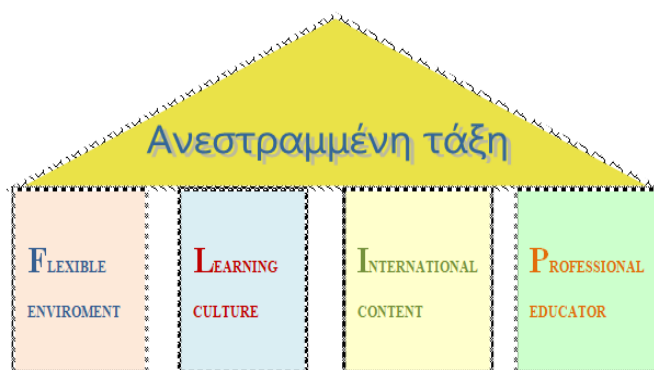 Ανεστραμμένη τάξη
FLEXIBLE
ENVIROMENT
LEARNING
CULTURE
INTERNATIONAL
CONTENT
PROFESSIONAL
EDUCATOR